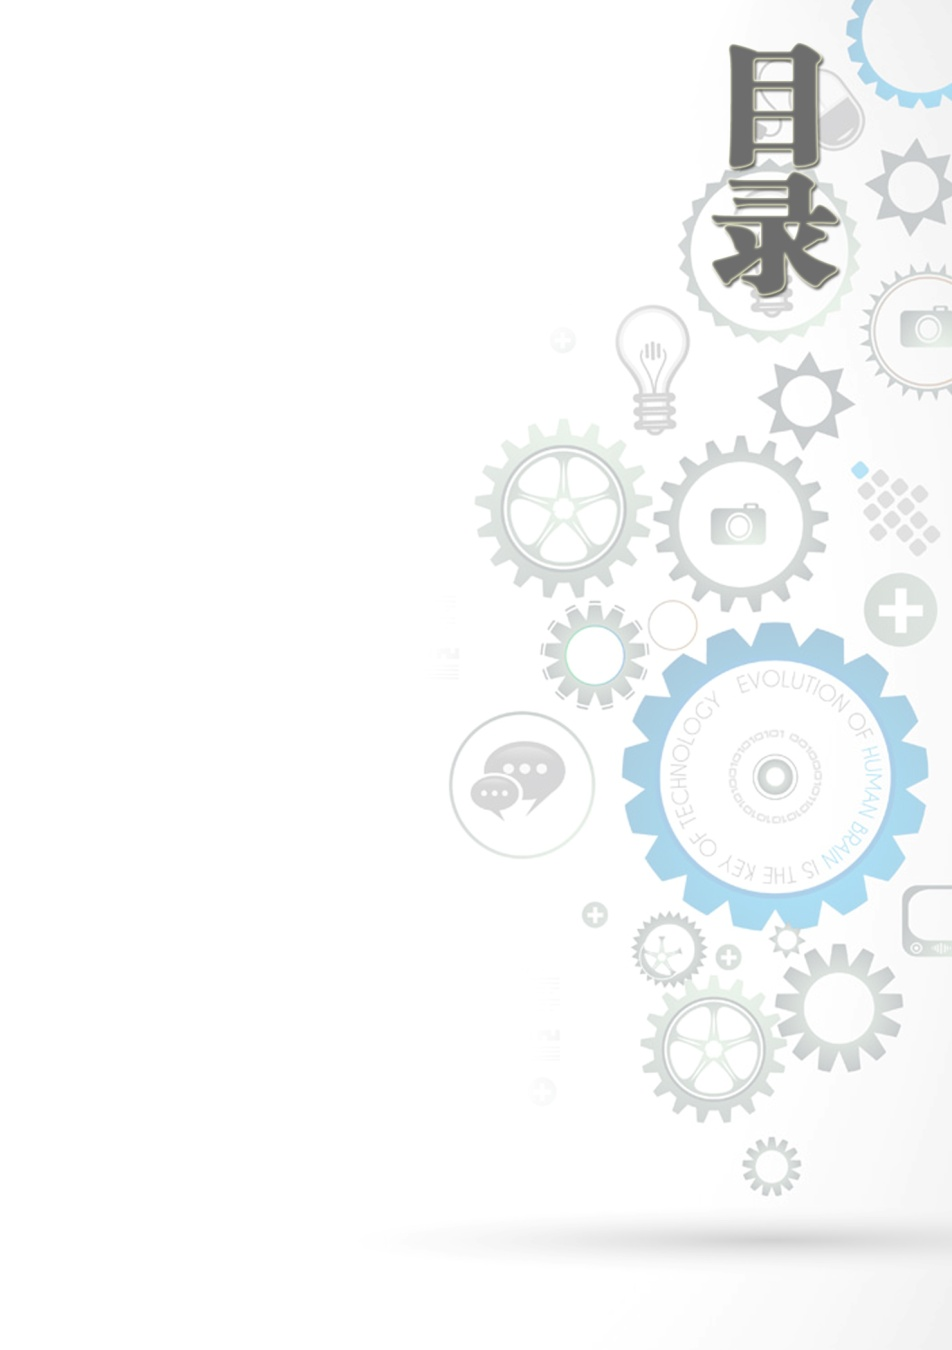 目
录
EVOLUTION OF HUMAN BRAIN IS THE KEY OF TECHNOLOGY